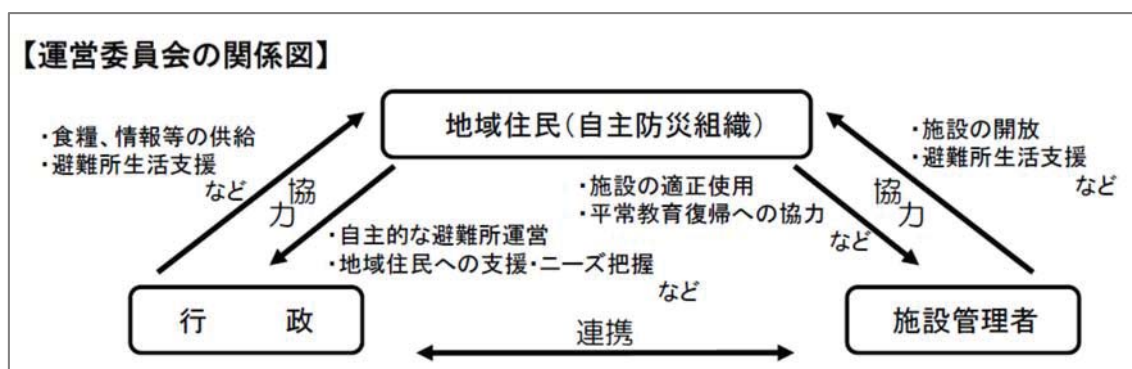 【運営委員会の関係図】
地域住民(自主防災組織)
・食糧、情報等の供給
・避難所生活支援
など
協力
・自主的な避難所運営
・地域住民への支援・ニーズ把握
など
・施設の適正使用
・平常教育復帰への協力
など
協力
・施設の開放
・避難所生活支援
など
行 政
連携
施設管理者